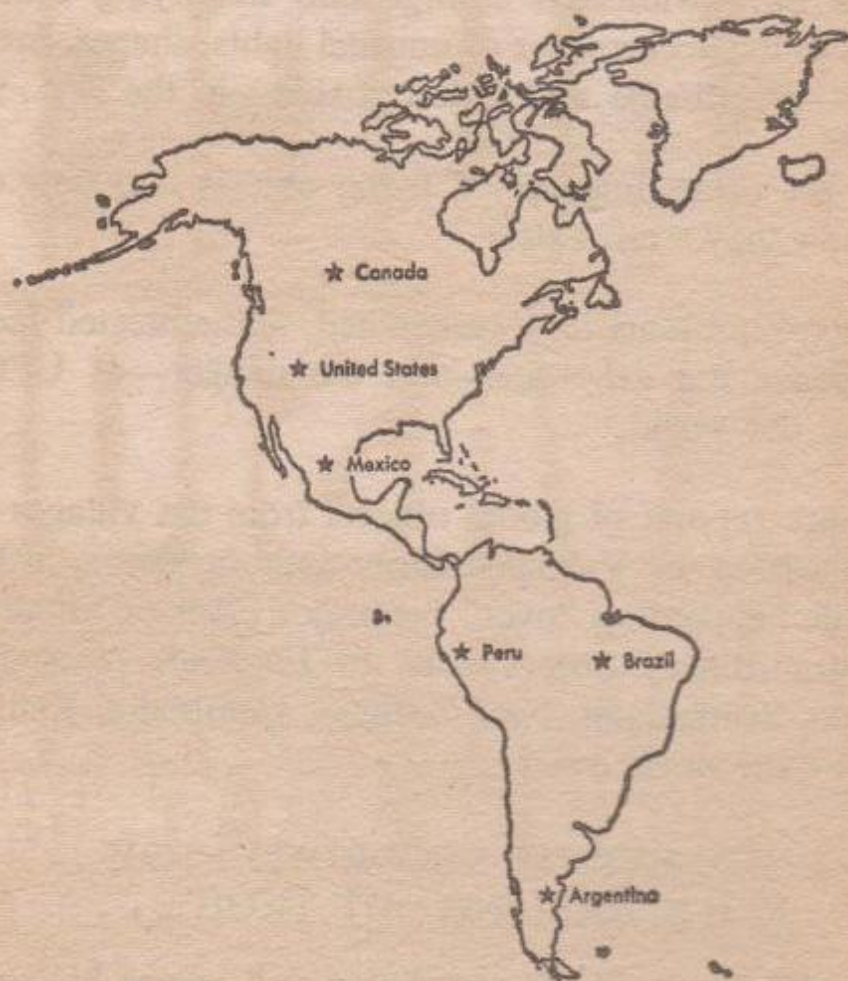 ★ Canada
★ United States
★ Mexico
★ Peru
★ Brazil
★ Argentina